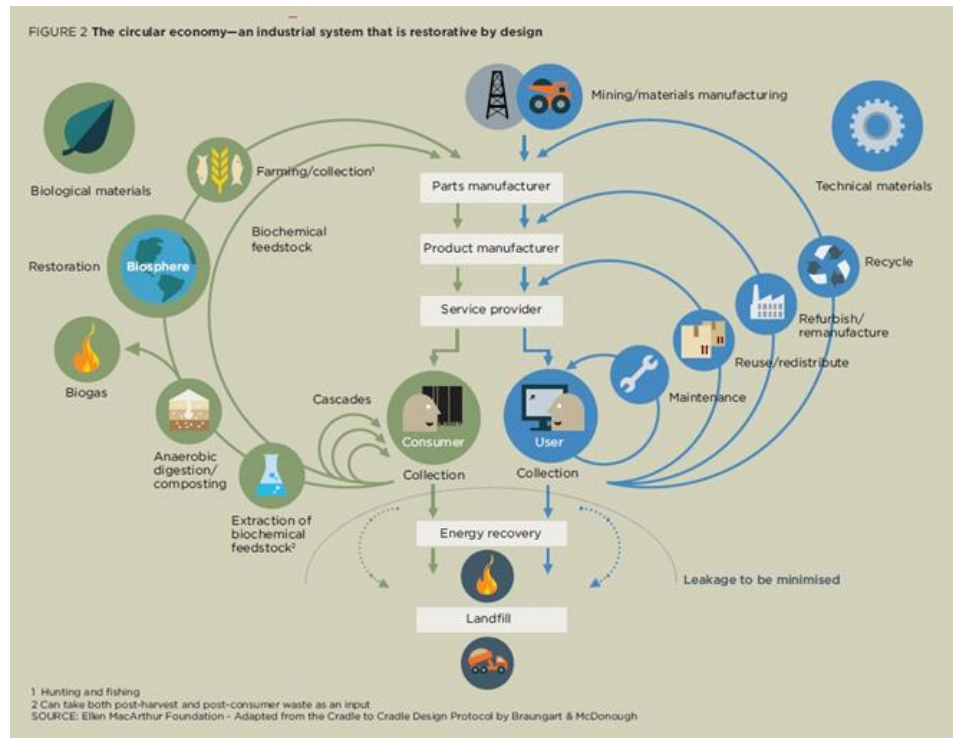 FIGURE 2 The circular economy—an industrial system that is restorative by design
Mining/materials manufacturing
Biological materials
Farming/collection¹
Parts manufacturer
Technical materials
Biochemical
feedstock
Product manufacturer
Restoration
Biosphere
Recycle
Service provider
Refurbish/
remanufacture
Reuse/redistribute
Biogas
Cascades
Maintenance
Consumer
User
Anaerobic
digestion/
composting
Collection
Collection
Extraction of
biochemical
feedstock²
Energy recovery
Leakage to be minimised
Landfill
1 Hunting and fishing
2 Can take both post-harvest and post-consumer waste as an input
SOURCE: Ellen MacArthur Foundation - Adapted from the Cradle to Cradle Design Protocol by Braungart & McDonough